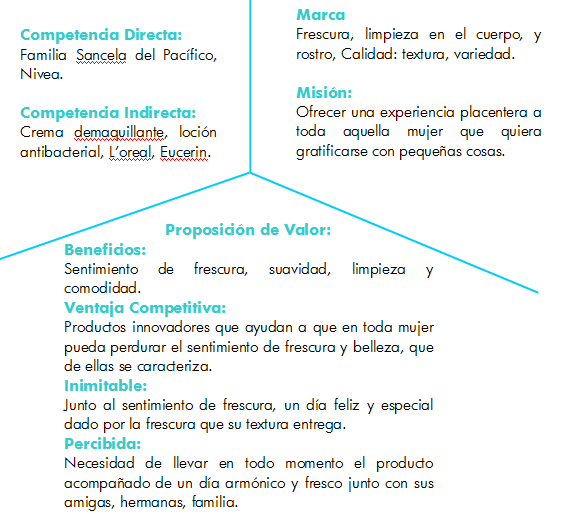 Competencia Directa:
Familia Sancela del Pacífico,
Nivea.
Competencia Indirecta:
Crema demaquillante, loción
antibacterial, L'oreal, Eucerin.
Marca
Frescura, limpieza en el cuerpo, y
rostro, Calidad: textura, variedad.
Misión:
Ofrecer una experiencia placentera a
toda aquella mujer que quiera
gratificarse con pequeñas cosas.
Proposición de Valor:
Beneficios:
Sentimiento de frescura, suavidad, limpieza y
comodidad.
Ventaja Competitiva:
Productos innovadores que ayudan a que en toda mujer
pueda perdurar el sentimiento de frescura y belleza, que
de ellas se caracteriza.
Inimitable:
Junto al sentimiento de frescura, un día feliz y especial
dado por la frescura que su textura entrega.
Percibida:
Necesidad de llevar en todo momento el producto
acompañado de un día armónico y fresco junto con sus
amigas, hermanas, familia.